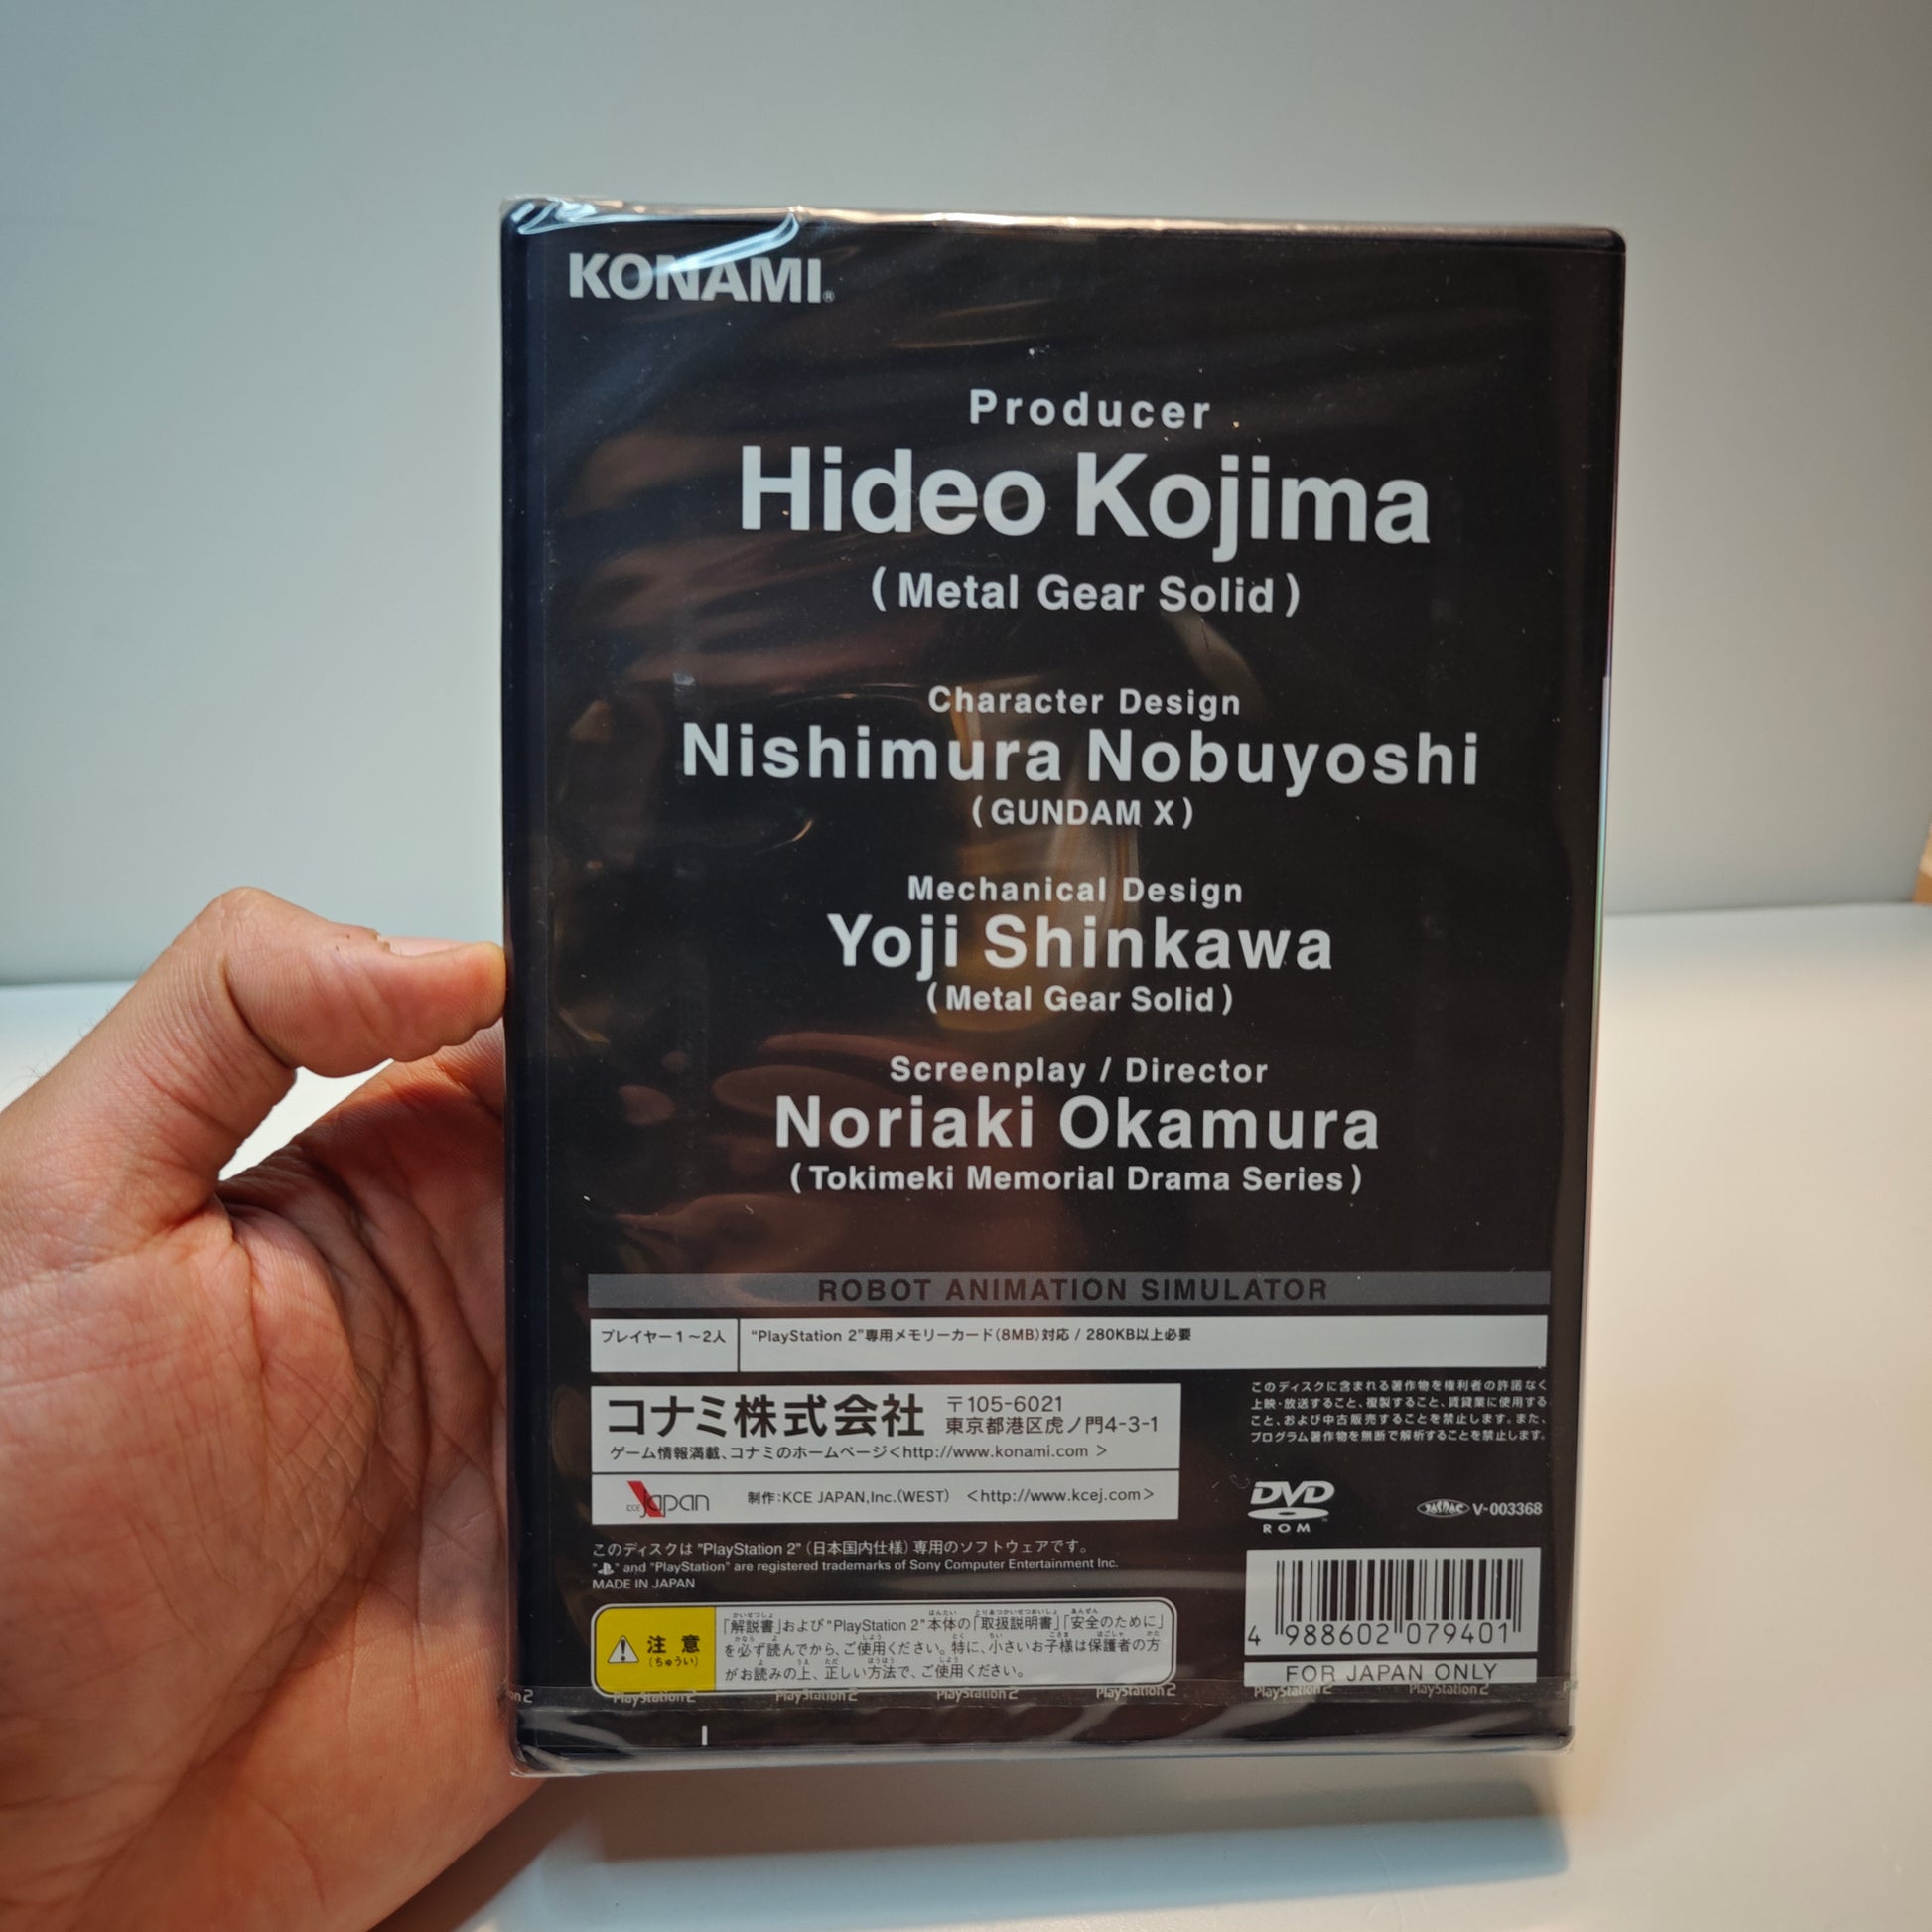 KONAMI®
Producer
Hideo Kojima
(Metal Gear Solid)
Character Design
Nishimura Nobuyoshi
(GUNDAM X)
Mechanical Design
Yoji Shinkawa
(Metal Gear Solid)
Screenplay / Director
Noriaki Okamura
(Tokimeki Memorial Drama Series)
ROBOT ANIMATION SIMULATOR
プレイヤー1〜2人
"PlayStation 2"専用メモリーカード(8MB)対応 / 280KB以上必要
コナミ株式会社
〒105-6021
東京都港区虎ノ門4-3-1
ゲーム情報満載、コナミのホームページ<http://www.konami.com >
KCE Japan 制作:KCE JAPAN,Inc.(WEST) <http://www.kcej.com>
このディスクに含まれる著作物を権利者の許諾なく
上映・放送すること、複製すること、賃貸業に使用する
こと、および中古販売することを禁止します。また、
プログラム著作物を無断で解析することを禁止します。
DVD
ROM
JASRAC V-003368
このディスクは "PlayStation 2" (日本国内仕様) 専用のソフトウェアです。
" " and "PlayStation" are registered trademarks of Sony Computer Entertainment Inc.
MADE IN JAPAN
注意
(ちゅうい)
「解説書」および"PlayStation 2"本体の「取扱説明書」「安全のために」
を必ず読んでから、ご使用ください。特に、小さいお子様は保護者の方
がお読みの上、正しい方法で、ご使用ください。
4 988602 079401
FOR JAPAN ONLY
PlayStation 2 PlayStation 2 PlayStation 2 PlayStation 2 PlayStation 2 PlayStation 2